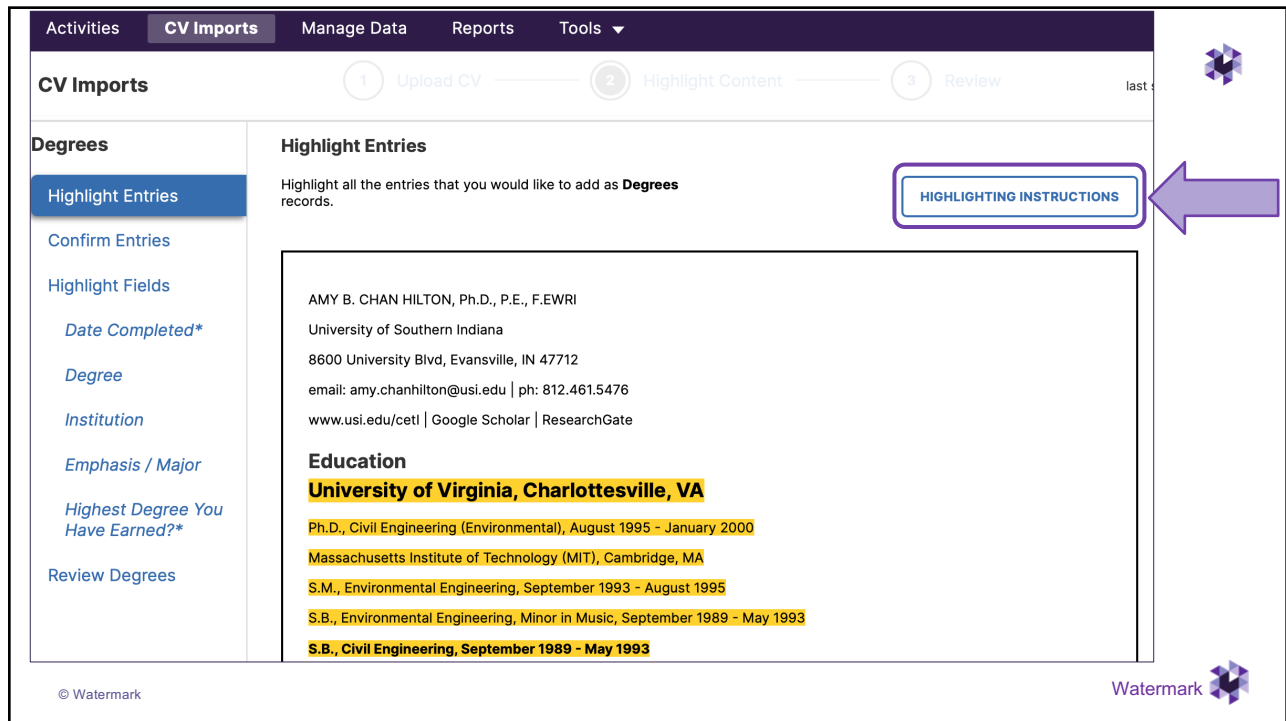 Activities CV Imports Manage Data Reports Tools
CV Imports 1 Upload CV 2 Highlight Content 3 Review last
Degrees
Highlight Entries
Confirm Entries
Highlight Fields
Date Completed*
Degree
Institution
Emphasis / Major
Highest Degree You
Have Earned?*
Review Degrees
Highlight Entries
Highlight all the entries that you would like to add as Degrees
records.
HIGHLIGHTING INSTRUCTIONS
AMY B. CHAN HILTON, Ph.D., P.E., F.EWRI
University of Southern Indiana
8600 University Blvd, Evansville, IN 47712
email: amy.chanhilton@usi.edu | ph: 812.461.5476
www.usi.edu/cetl | Google Scholar | ResearchGate
Education
University of Virginia, Charlottesville, VA
Ph.D., Civil Engineering (Environmental), August 1995 - January 2000
Massachusetts Institute of Technology (MIT), Cambridge, MA
S.M., Environmental Engineering, September 1993 - August 1995
S.B., Environmental Engineering, Minor in Music, September 1989 - May 1993
S.B., Civil Engineering, September 1989 - May 1993
© Watermark
Watermark